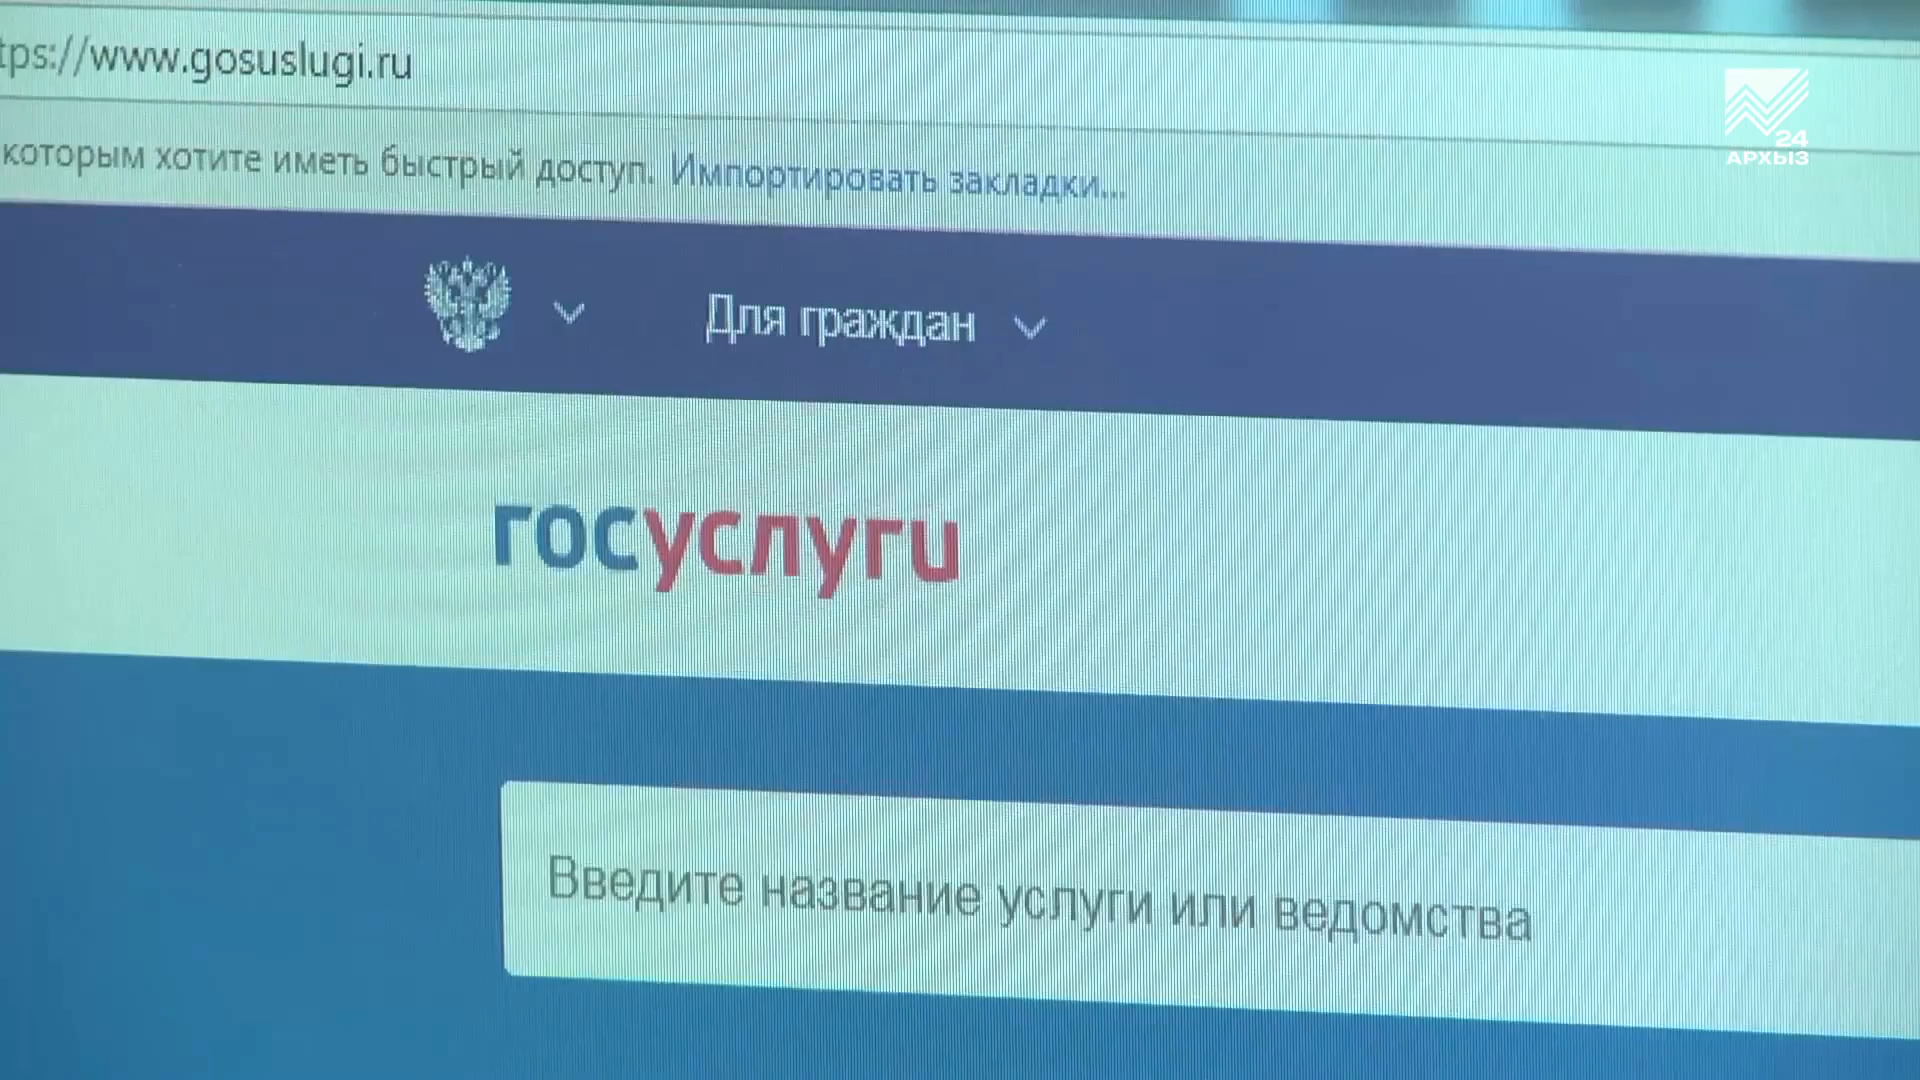 tps://www.gosuslugi.ru
24
АРХЫЗ
которым хотите иметь быстрый доступ. Импортировать закладки...
Для граждан
госуслуги
Введите название услуги или ведомства